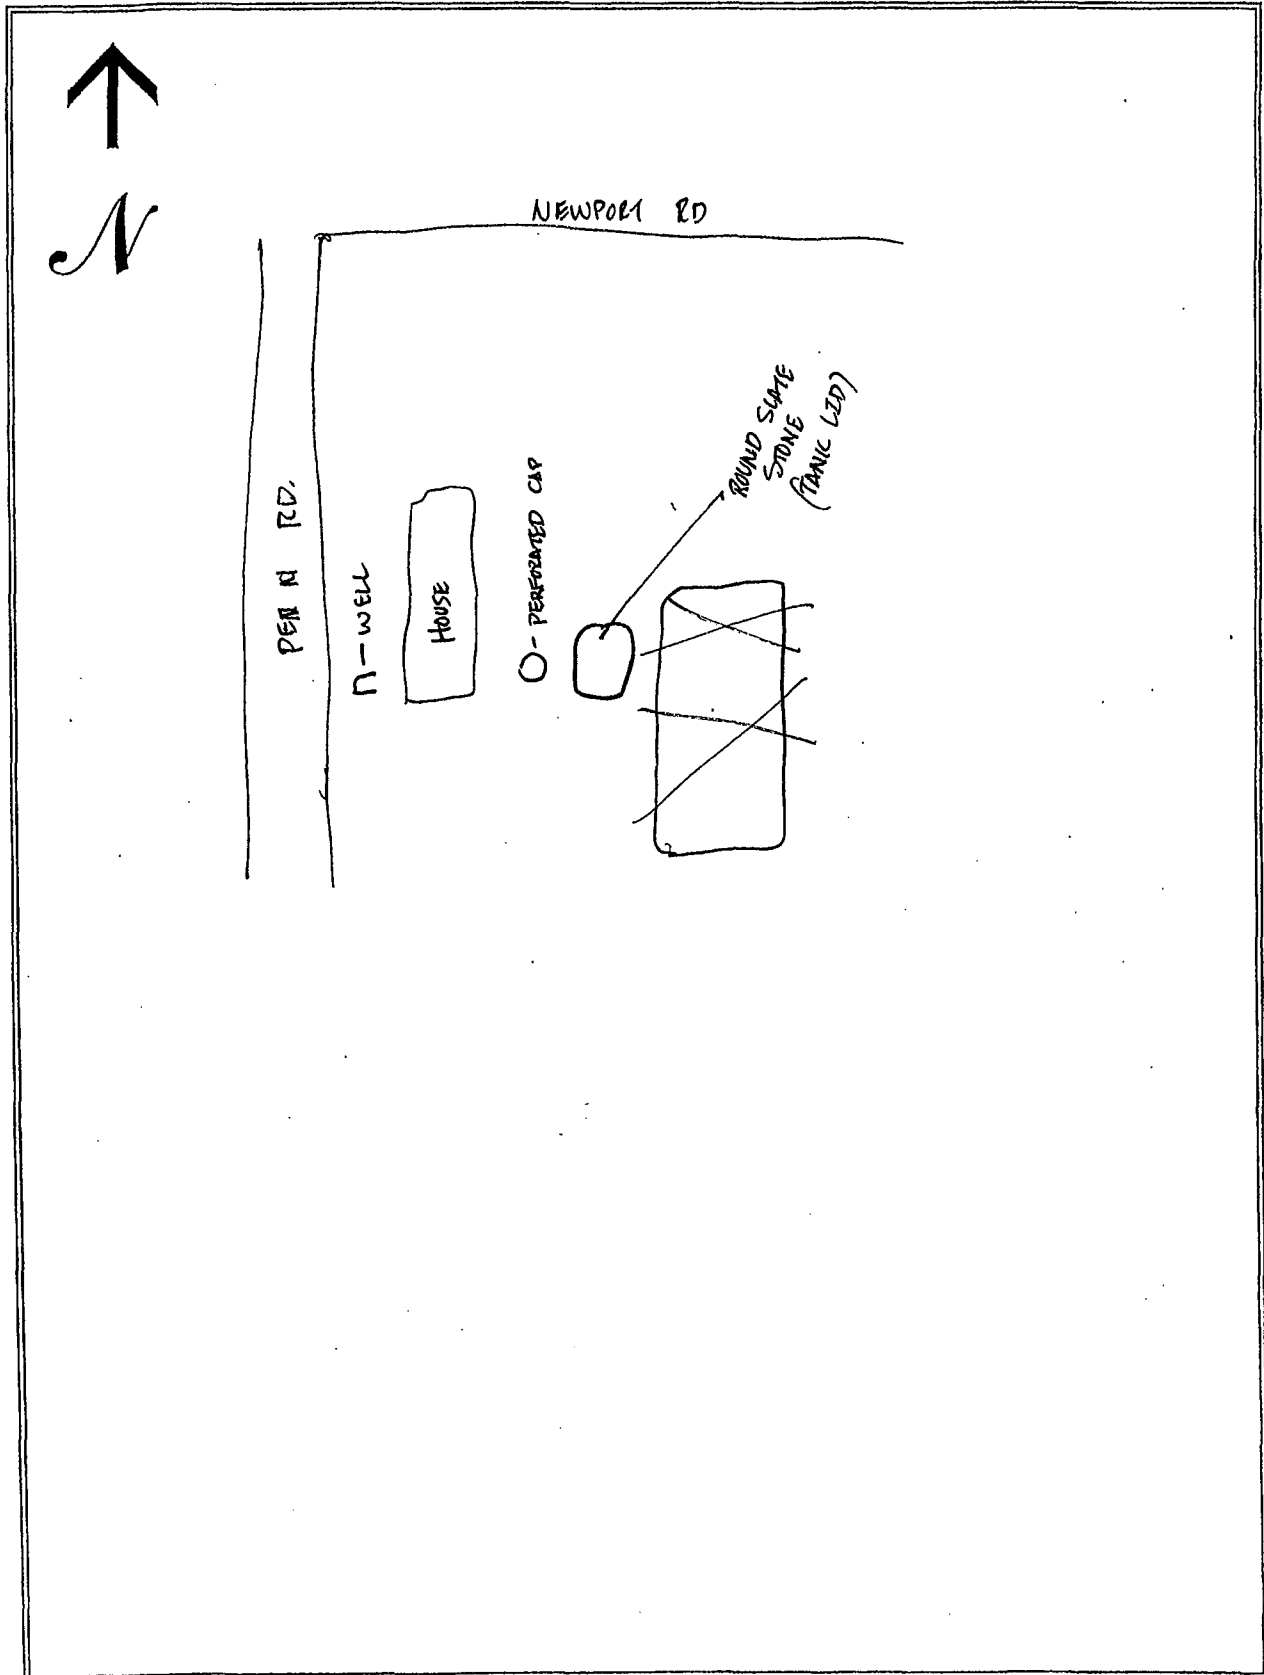 N
NEWPORT RD
PENN RD.
WELL
HOUSE
PERFORATED CAP
ROUND SLATE
STONE
(TANK LID)